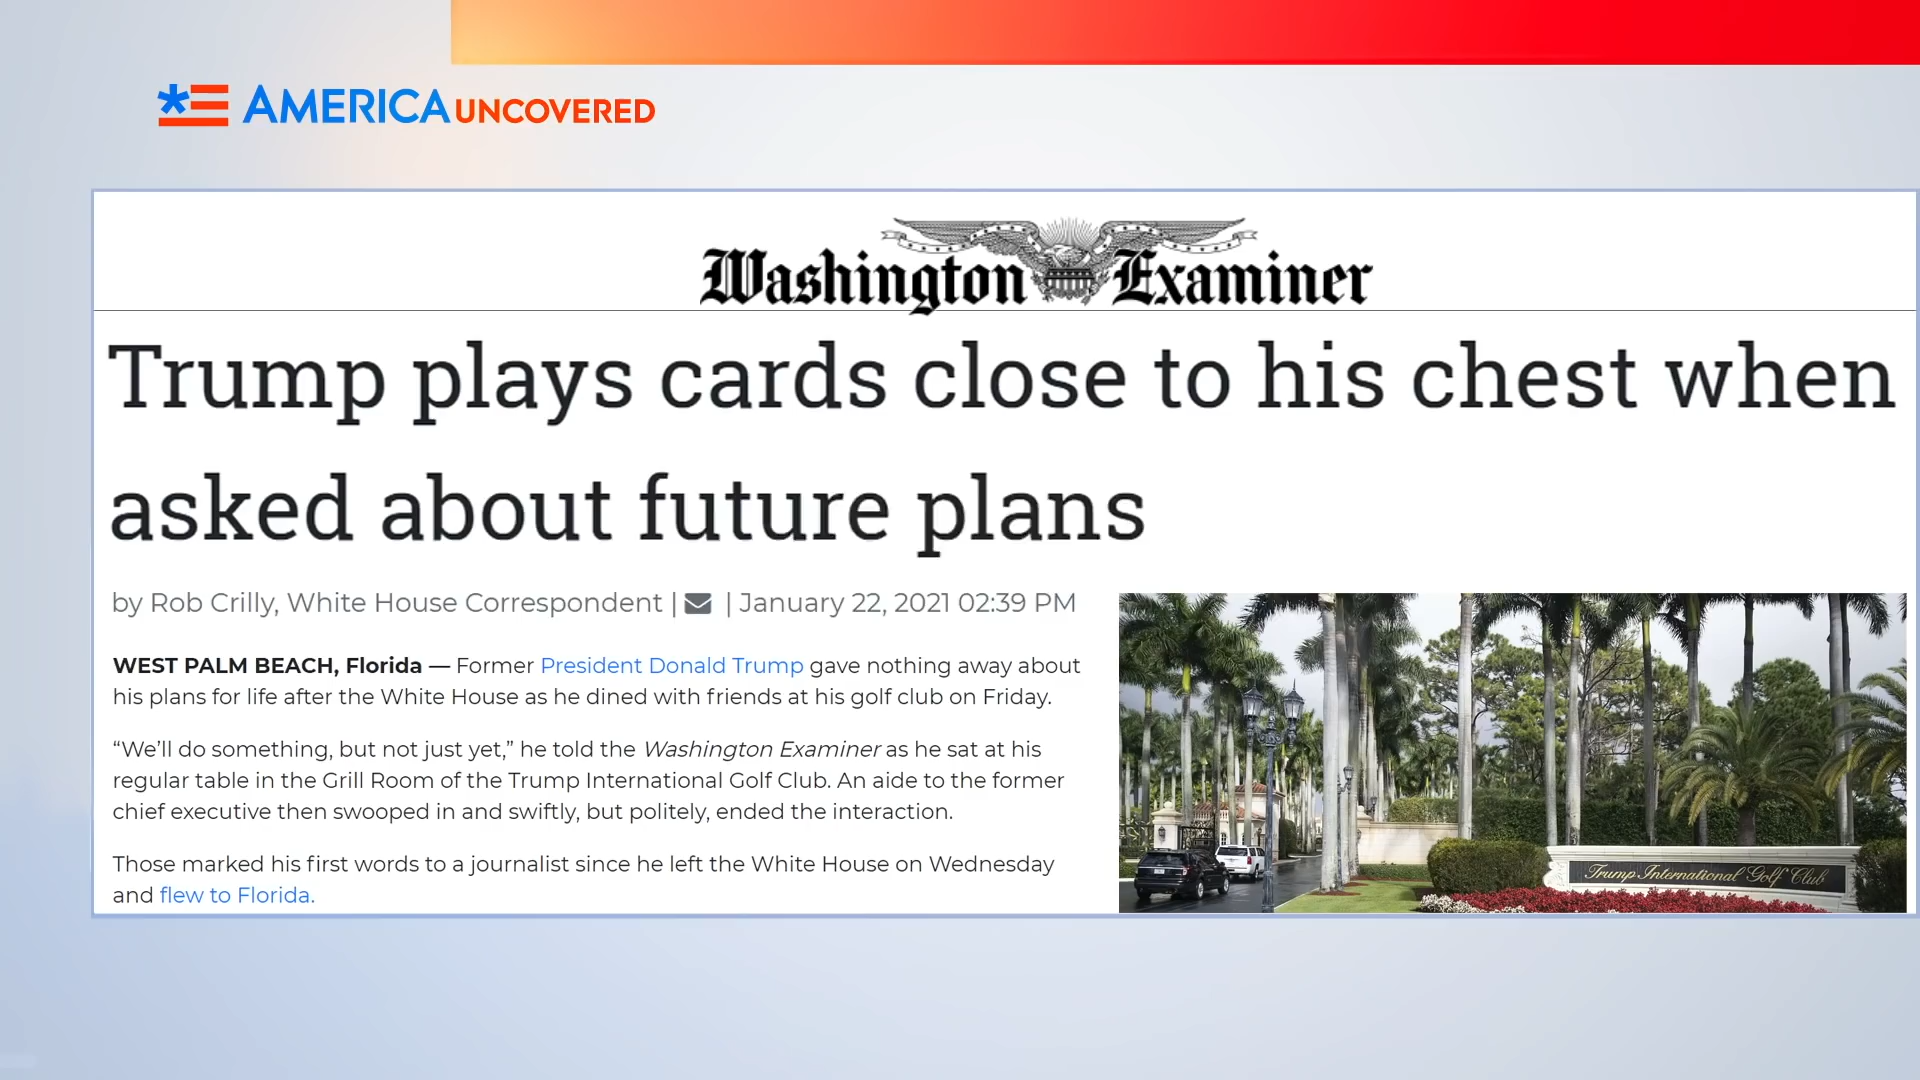 AMERICA UNCOVERED
Washington Examiner
Trump plays cards close to his chest when
asked about future plans
by Rob Crilly, White House Correspondent | | January 22, 2021 02:39 PM
WEST PALM BEACH, Florida — Former President Donald Trump gave nothing away about
his plans for life after the White House as he dined with friends at his golf club on Friday.
“We’ll do something, but not just yet,” he told the Washington Examiner as he sat at his
regular table in the Grill Room of the Trump International Golf Club. An aide to the former
chief executive then swooped in and swiftly, but politely, ended the interaction.
Those marked his first words to a journalist since he left the White House on Wednesday
and flew to Florida.
Trump International Golf Club